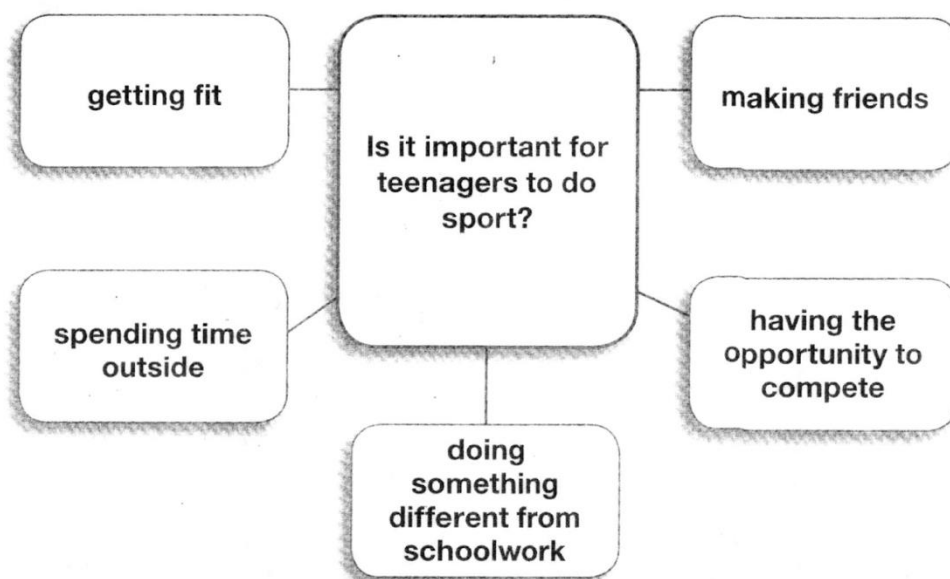 getting fit
Is it important for
teenagers to do
sport?
making friends
spending time
outside
having the
opportunity to
compete
doing
something
different from
schoolwork